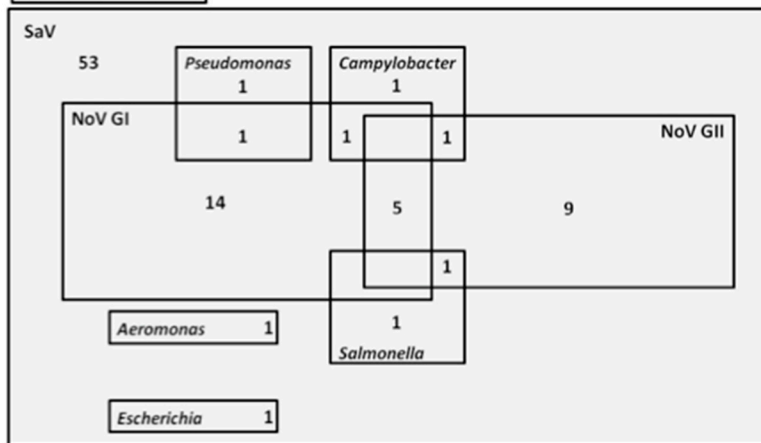 SaV
53
Pseudomonas
1
Campylobacter
1
NoV GI
1
1
1
NoV GII
14
5
9
1
Aeromonas 1
1
Salmonella
Escherichia 1